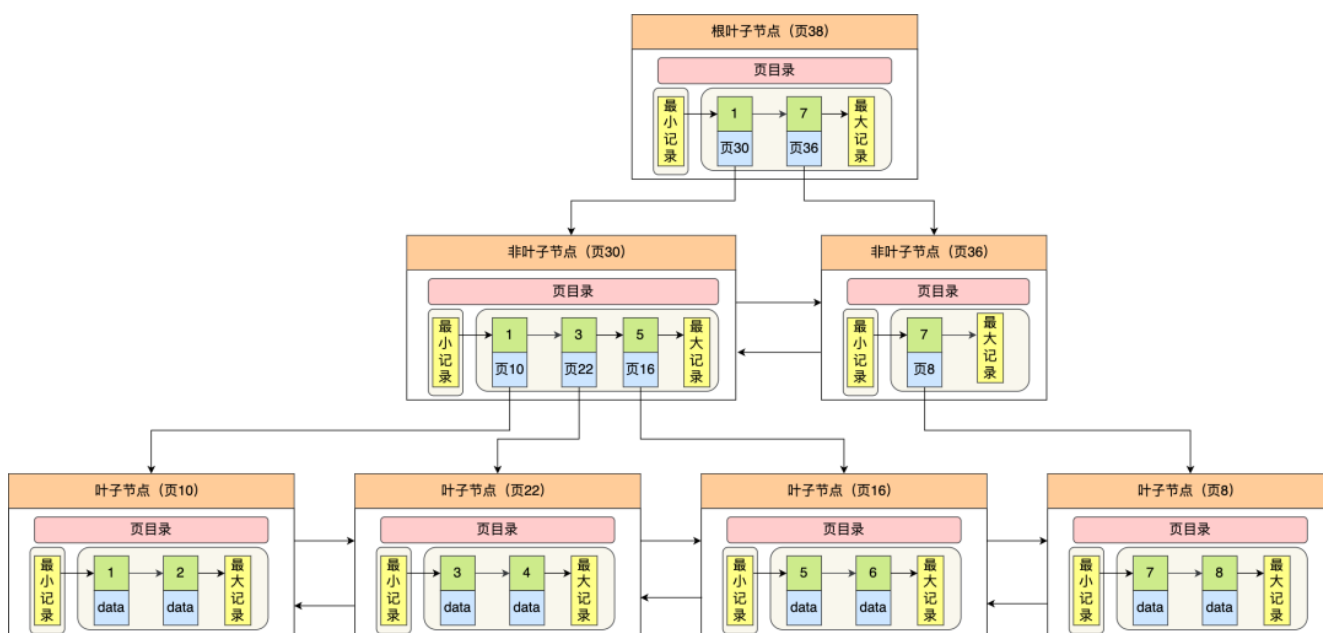 根叶子节点（页38）
页目录
最小记录
1
7
最大记录
页30
页36
非叶子节点（页30）
页目录
最小记录
1
3
5
最大记录
页10
页22
页16
非叶子节点（页36）
页目录
最小记录
7
最大记录
页8
叶子节点（页10）
页目录
最小记录
1
2
最大记录
data
data
叶子节点（页22）
页目录
最小记录
3
4
最大记录
data
data
叶子节点（页16）
页目录
最小记录
5
6
最大记录
data
data
叶子节点（页8）
页目录
最小记录
7
8
最大记录
data
data